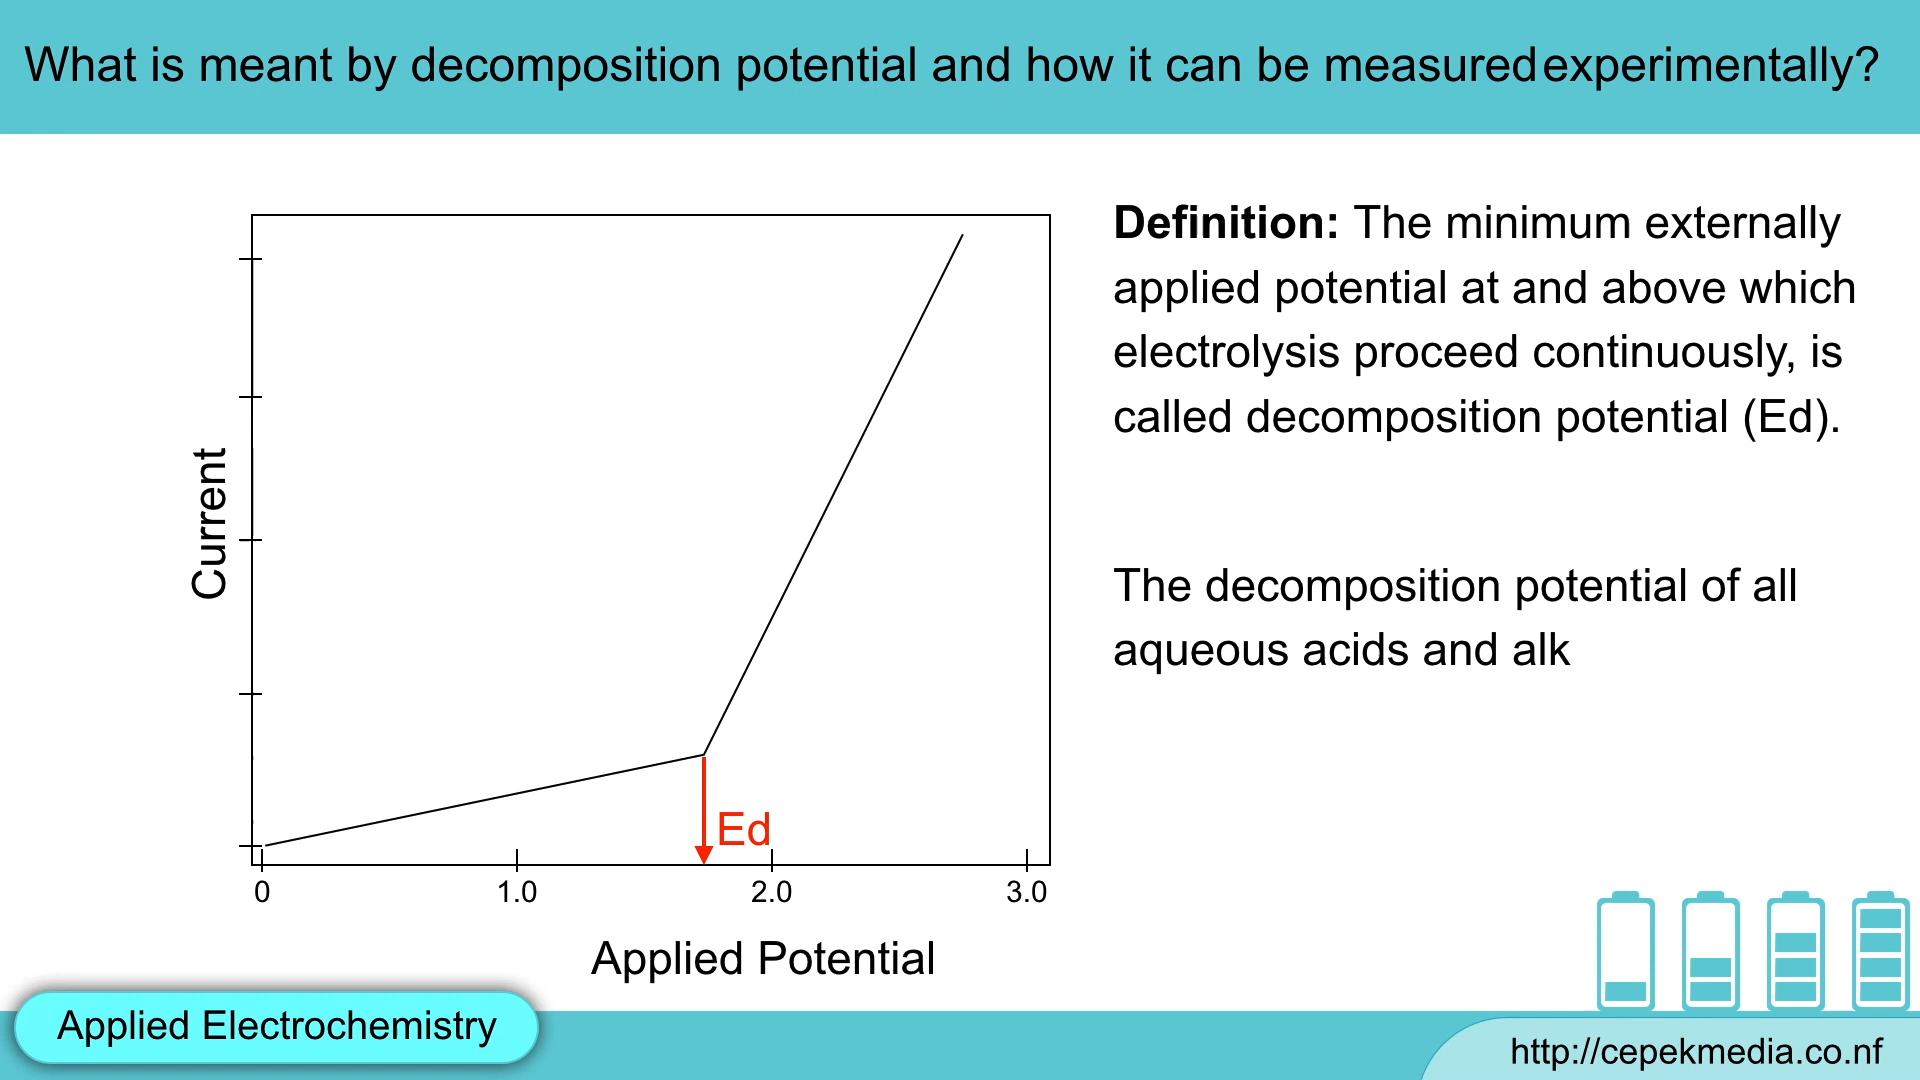 What is meant by decomposition potential and how it can be measured experimentally?
Definition: The minimum externally
applied potential at and above which
electrolysis proceed continuously, is
called decomposition potential (Ed).
The decomposition potential of all
aqueous acids and alk
Current
Ed
0 1.0 2.0 3.0
Applied Potential
Applied Electrochemistry
http://cepekmedia.co.nf